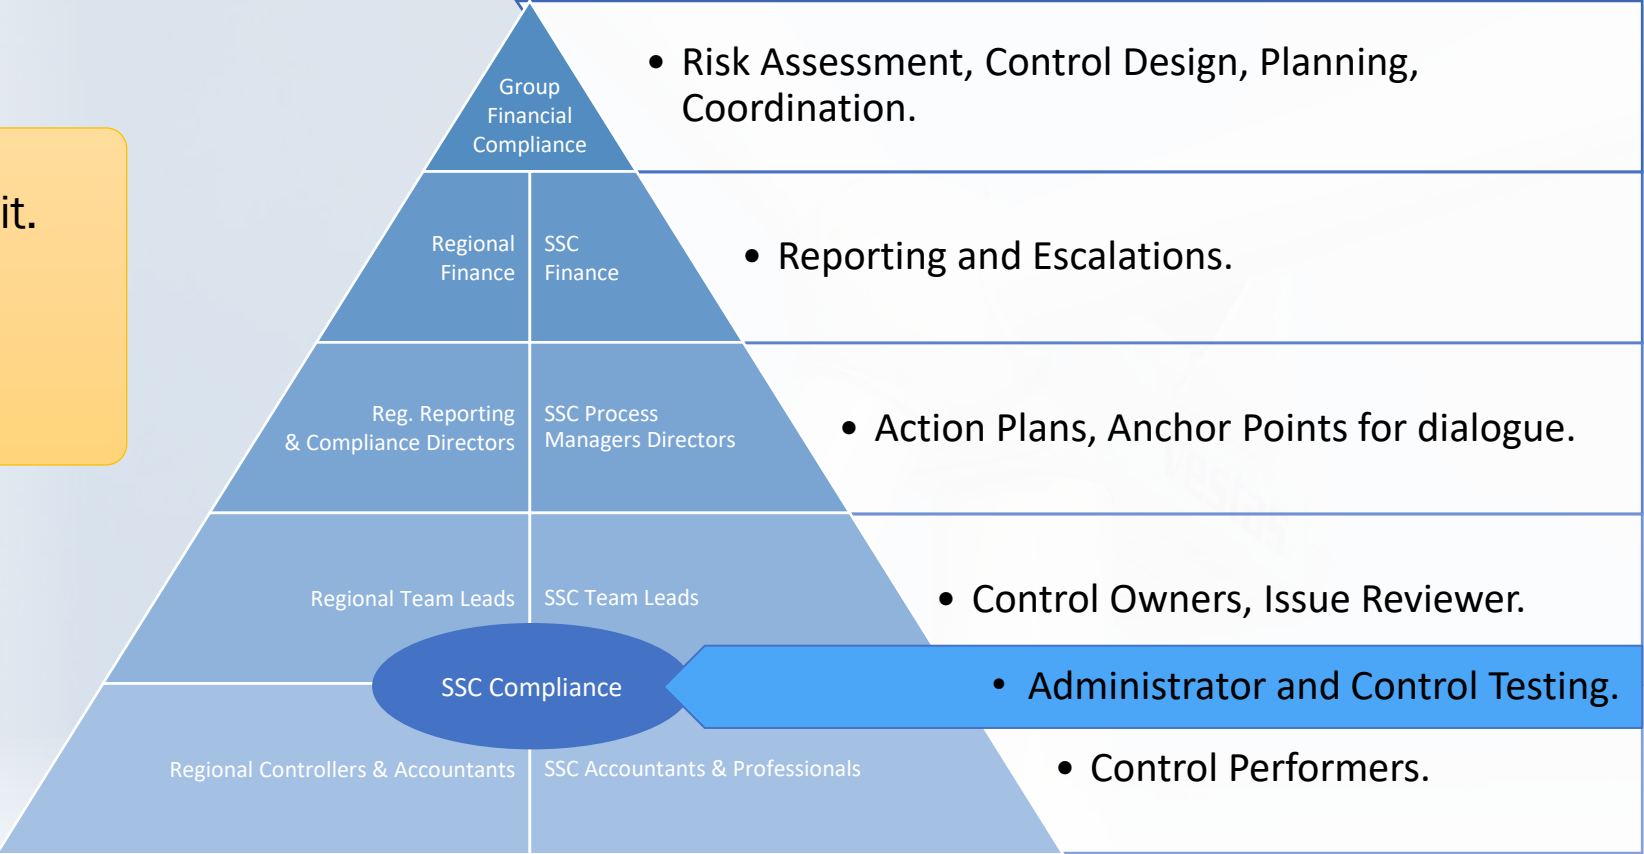 Group
Financial
Compliance
• Risk Assessment, Control Design, Planning,
Coordination.
it.
Regional
Finance
SSC
Finance
• Reporting and Escalations.
Reg. Reporting
& Compliance Directors
SSC Process
Managers Directors
• Action Plans, Anchor Points for dialogue.
Regional Team Leads
SSC Team Leads
• Control Owners, Issue Reviewer.
SSC Compliance
• Administrator and Control Testing.
Regional Controllers & Accountants
SSC Accountants & Professionals
• Control Performers.
Vestas